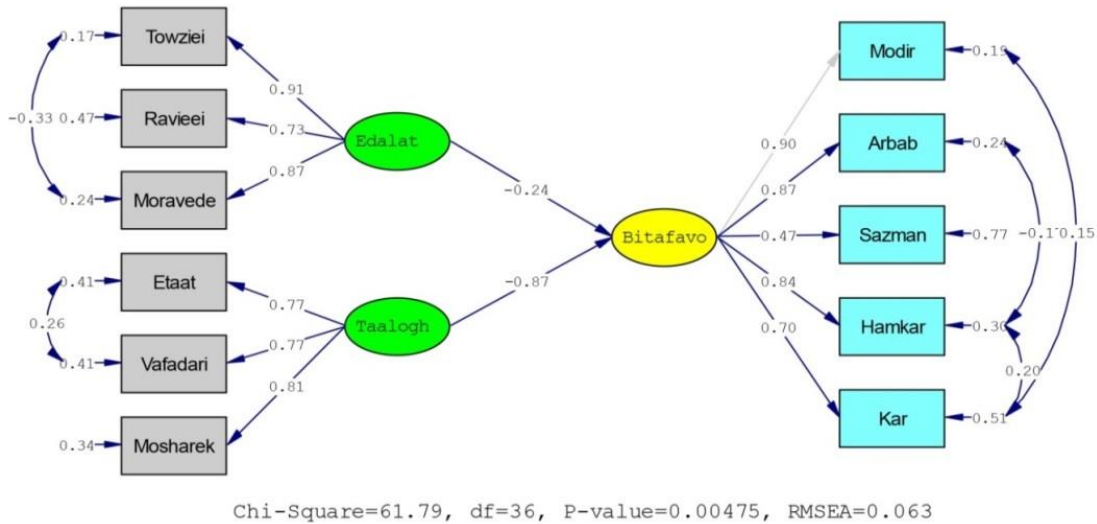 0.17 Towziei
-0.33 0.47 Ravieei
0.24 Moravede
0.41 Etaat
0.26
0.41 Vafadari
0.34 Mosharek
0.91
0.73
0.87
Edalat
0.77
0.77
0.81
Taalogh
-0.24
-0.87
Bitafavo
0.90
0.87
0.47
0.84
0.70
Modir 0.19
Arbab 0.24
Sazman 0.77
0.15
Hamkar 0.30
0.20
Kar 0.51
Chi-Square=61.79, df=36, P-value=0.00475, RMSEA=0.063